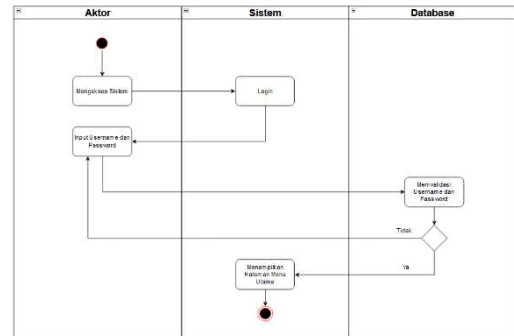 Aktor
Sistem
Database
Mengakses Sistem
Login
Input Username dan
Password
Memvalidasi
Username dan
Password
Tidak
Ya
Menampilkan
Halaman Menu
Utama